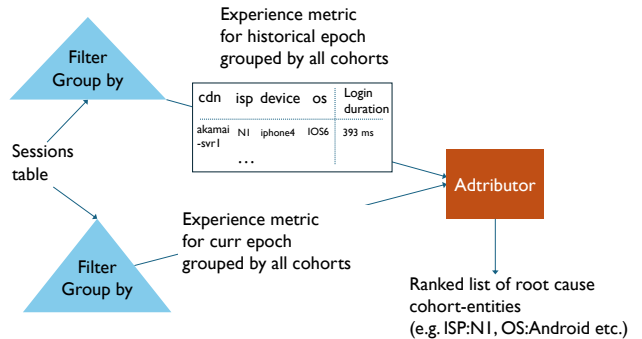 Experience metric
for historical epoch
grouped by all cohorts
Filter
Group by
cdn isp device os Login
duration
akamai
-svr1 N1 iphone4 IOS6 393 ms
...
Sessions
table
Adtributor
Experience metric
for curr epoch
grouped by all cohorts
Filter
Group by
Ranked list of root cause
cohort-entities
(e.g. ISP:N1, OS:Android etc.)